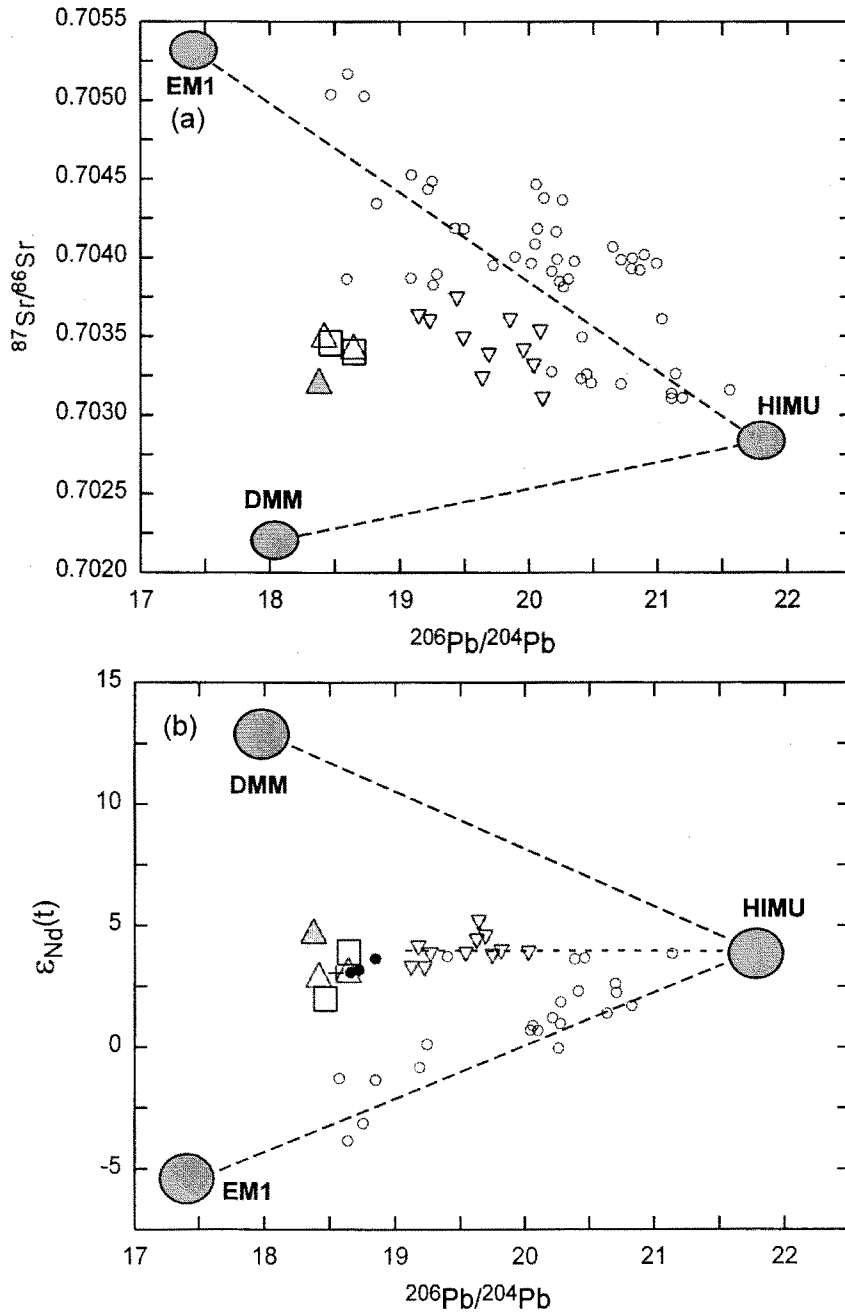 0.7055
0.7050
0.7045
0.7040
0.7035
0.7030
0.7025
0.7020
⁸⁷Sr/⁸⁶Sr
EM1
(a)
HIMU
DMM
17
18
19
20
21
22
²⁰⁶Pb/²⁰⁴Pb
15
10
5
0
-5
εNd(t)
(b)
DMM
HIMU
EM1
17
18
19
20
21
22
²⁰⁶Pb/²⁰⁴Pb